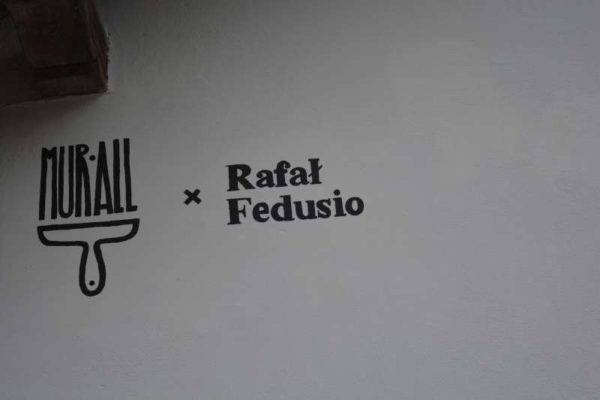 MUR·ALL
×
Rafał
Fedusio